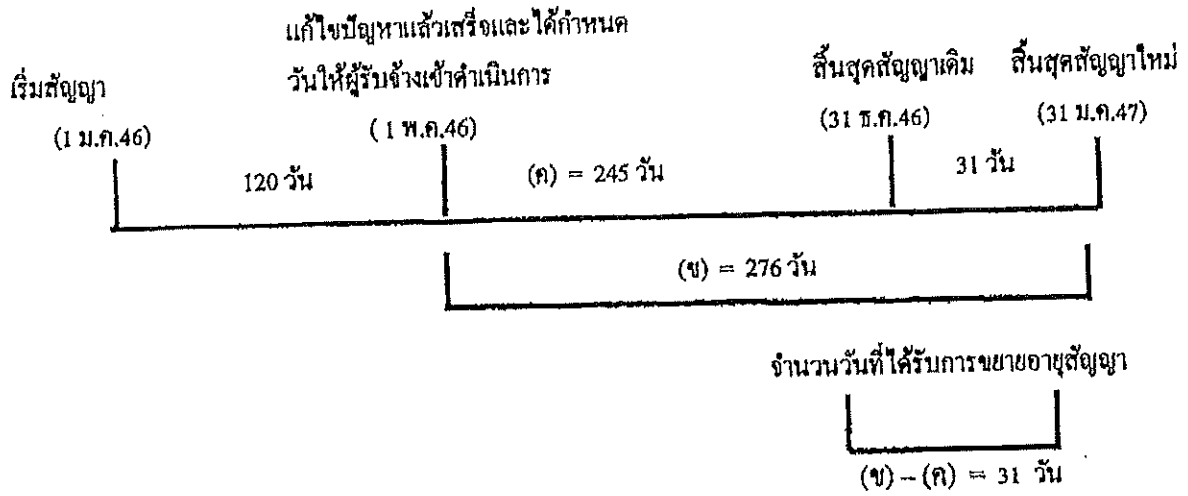 แก้ไขปัญหาแล้วเสร็จและได้กำหนด
วันให้ผู้รับจ้างเข้าดำเนินการ
เริ่มสัญญา
สิ้นสุดสัญญาเดิม สิ้นสุดสัญญาใหม่
(1 ม.ค.46)
( 1 พ.ค.46)
(31 ธ.ค.46)
(31 ม.ค.47)
120 วัน
(ค) = 245 วัน
31 วัน
(ข) = 276 วัน
จำนวนวันที่ได้รับการขยายอายุสัญญา
(ข) – (ค) = 31 วัน